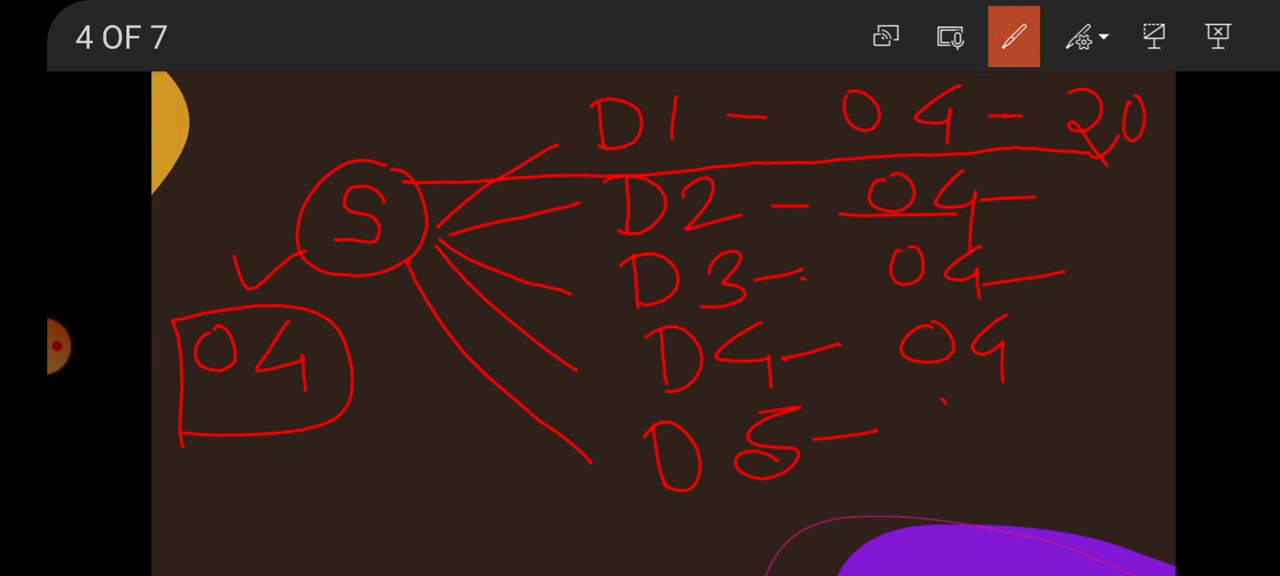 4 OF 7
D1 - 04 - 20
S
D2 - 04 -
D3 - 04 -
04
D4 - 04
D5 -